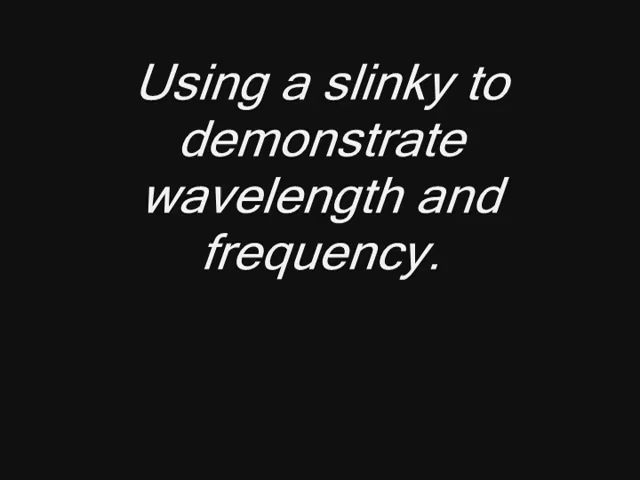 Using a slinky to
demonstrate
wavelength and
frequency.